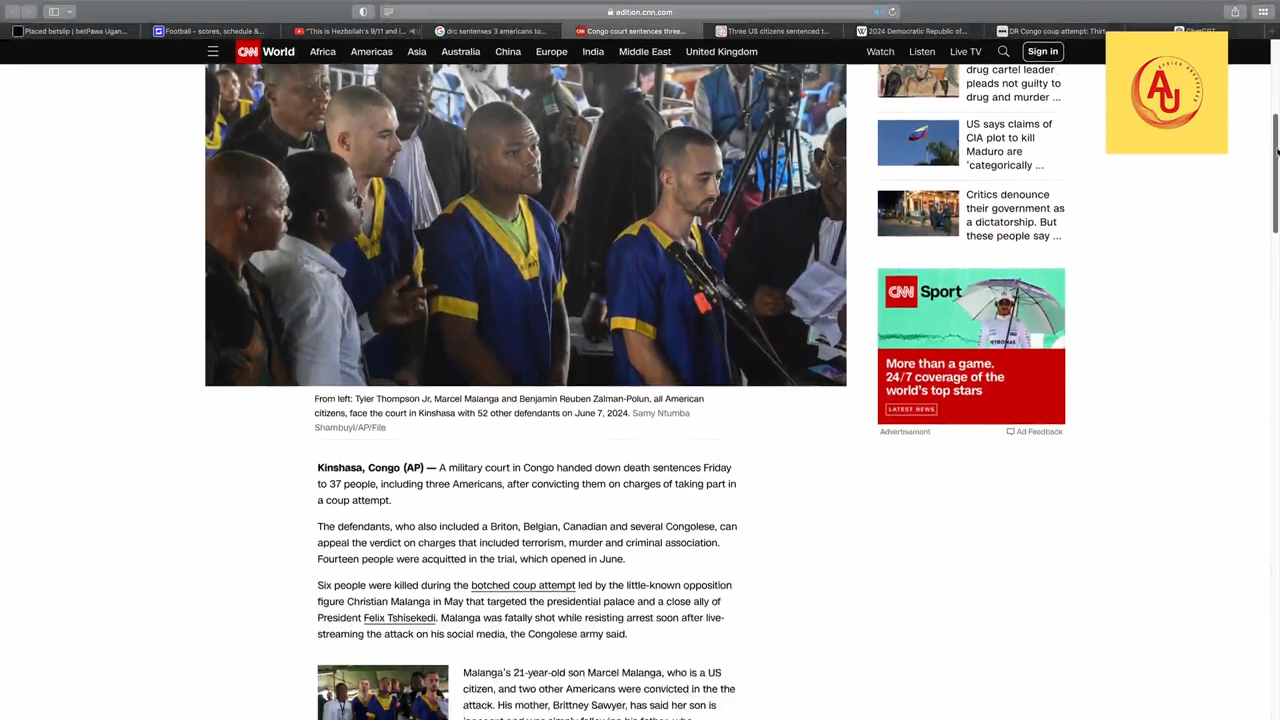 edition.cnn.com
Placed betslip | betPawa Ugan...
Football – scores, schedule &...
"This is Hezbollah's 9/11 and I...
drc sentenses 3 americans to...
Congo court sentences three...
Three US citizens sentenced t...
2024 Democratic Republic of...
DR Congo coup attempt: Thirt...
ChatGPT
CNN World
Africa
Americas
Asia
Australia
China
Europe
India
Middle East
United Kingdom
Watch
Listen
Live TV
Sign in
AU
drug cartel leader
pleads not guilty to
drug and murder ...
US says claims of
CIA plot to kill
Maduro are
'categorically ...
Critics denounce
their government as
a dictatorship. But
these people say ...
CNN Sport
PETRONAS
More than a game.
24/7 coverage of the
world's top stars
LATEST NEWS
Advertisement
Ad Feedback
From left: Tyler Thompson Jr, Marcel Malanga and Benjamin Reuben Zalman-Polun, all American
citizens, face the court in Kinshasa with 52 other defendants on June 7, 2024. Samy Ntumba
Shambuyi/AP/File
Kinshasa, Congo (AP) — A military court in Congo handed down death sentences Friday
to 37 people, including three Americans, after convicting them on charges of taking part in
a coup attempt.
The defendants, who also included a Briton, Belgian, Canadian and several Congolese, can
appeal the verdict on charges that included terrorism, murder and criminal association.
Fourteen people were acquitted in the trial, which opened in June.
Six people were killed during the botched coup attempt led by the little-known opposition
figure Christian Malanga in May that targeted the presidential palace and a close ally of
President Felix Tshisekedi. Malanga was fatally shot while resisting arrest soon after live-
streaming the attack on his social media, the Congolese army said.
Malanga's 21-year-old son Marcel Malanga, who is a US
citizen, and two other Americans were convicted in the the
attack. His mother, Brittney Sawyer, has said her son is
innocent and was simply following his father, who